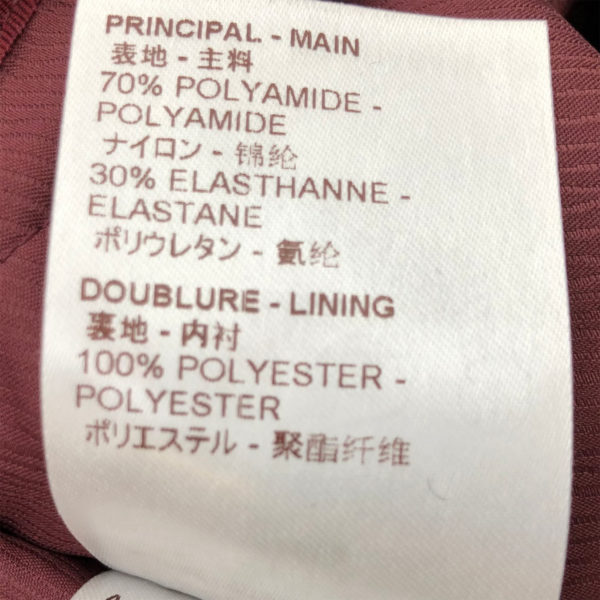 PRINCIPAL - MAIN
表地 - 主料
70% POLYAMIDE -
POLYAMIDE
ナイロン - 锦纶
30% ELASTHANNE -
ELASTANE
ポリウレタン - 氨纶
DOUBLURE - LINING
裏地 - 内衬
100% POLYESTER -
POLYESTER
ポリエステル - 聚酯纤维